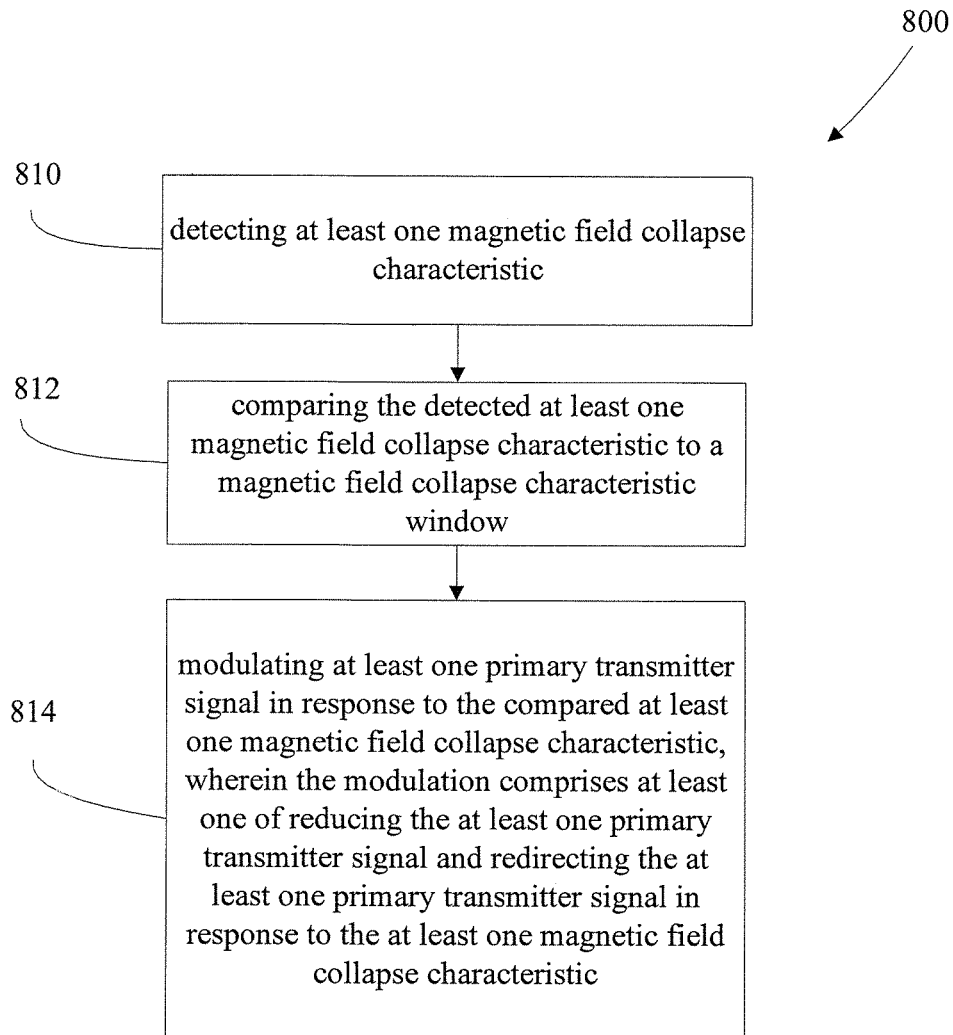 800
810
detecting at least one magnetic field collapse
characteristic
812
comparing the detected at least one
magnetic field collapse characteristic to a
magnetic field collapse characteristic
window
814
modulating at least one primary transmitter
signal in response to the compared at least
one magnetic field collapse characteristic,
wherein the modulation comprises at least
one of reducing the at least one primary
transmitter signal and redirecting the at
least one primary transmitter signal in
response to the at least one magnetic field
collapse characteristic